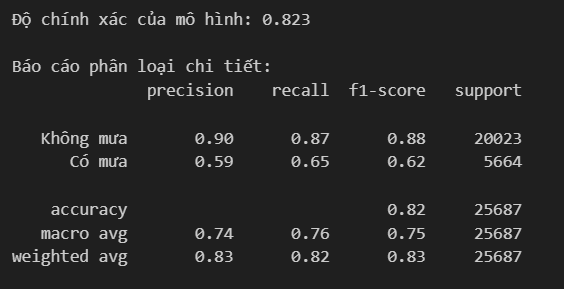 Độ chính xác của mô hình: 0.823
Báo cáo phân loại chi tiết:
precision recall f1-score support
Không mưa 0.90 0.87 0.88 20023
Có mưa 0.59 0.65 0.62 5664
accuracy 0.82 25687
macro avg 0.74 0.76 0.75 25687
weighted avg 0.83 0.82 0.83 25687